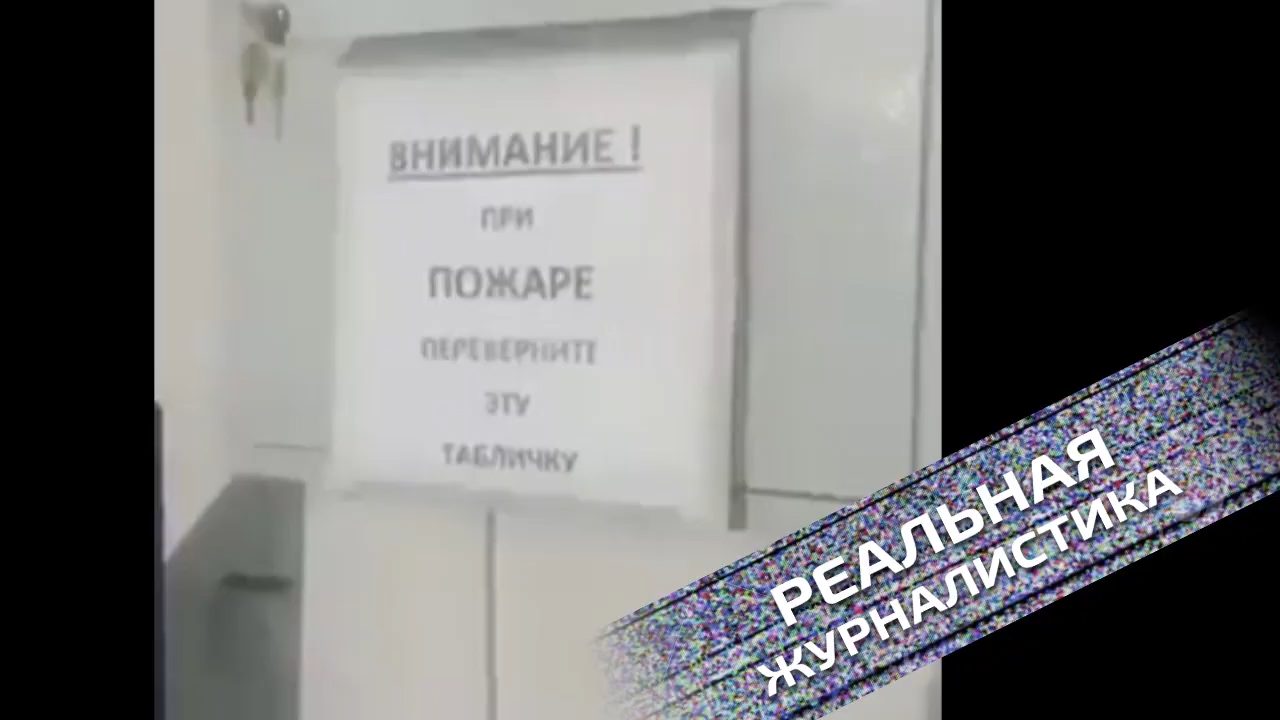 ВНИМАНИЕ !
ПРИ
ПОЖАРЕ
ПЕРЕВЕРНИТЕ
ЭТУ
ТАБЛИЧКУ
РЕАЛЬНАЯ
ЖУРНАЛИСТИКА